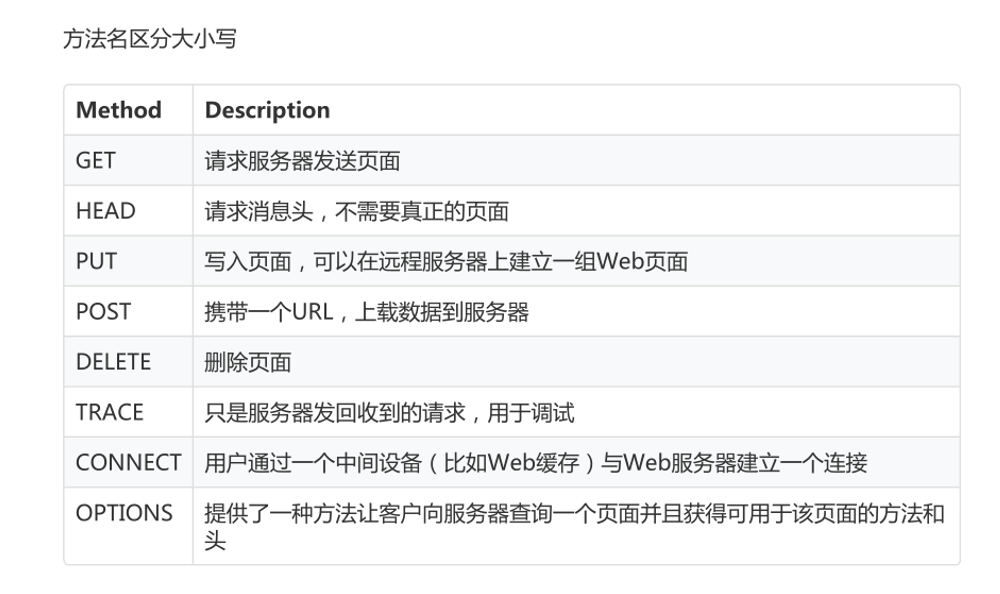 方法名区分大小写
Method Description
GET 请求服务器发送页面
HEAD 请求消息头，不需要真正的页面
PUT 写入页面，可以在远程服务器上建立一组Web页面
POST 携带一个URL，上载数据到服务器
DELETE 删除页面
TRACE 只是服务器发回收到的请求，用于调试
CONNECT 用户通过一个中间设备（比如Web缓存）与Web服务器建立一个连接
OPTIONS 提供了一种方法让客户向服务器查询一个页面并且获得可用于该页面的方法和
头